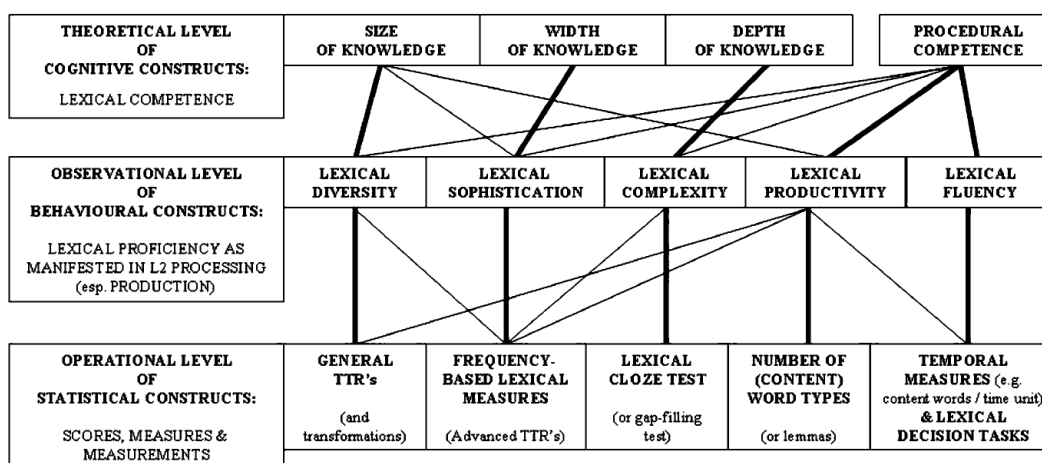 THEORETICAL LEVEL
OF
COGNITIVE CONSTRUCTS:
LEXICAL COMPETENCE
SIZE
OF KNOWLEDGE
WIDTH
OF KNOWLEDGE
DEPTH
OF KNOWLEDGE
PROCEDURAL
COMPETENCE
OBSERVATIONAL LEVEL
OF
BEHAVIOURAL CONSTRUCTS:
LEXICAL PROFICIENCY AS
MANIFESTED IN L2 PROCESSING
(esp. PRODUCTION)
LEXICAL
DIVERSITY
LEXICAL
SOPHISTICATION
LEXICAL
COMPLEXITY
LEXICAL
PRODUCTIVITY
LEXICAL
FLUENCY
OPERATIONAL LEVEL
OF
STATISTICAL CONSTRUCTS:
SCORES, MEASURES &
MEASUREMENTS
GENERAL
TTR's
(and
transformations)
FREQUENCY-
BASED LEXICAL
MEASURES
(Advanced TTR's)
LEXICAL
CLOZE TEST
(or gap-filling
test)
NUMBER OF
(CONTENT)
WORD TYPES
(or lemmas)
TEMPORAL
MEASURES (e.g.
content words / time unit)
& LEXICAL
DECISION TASKS